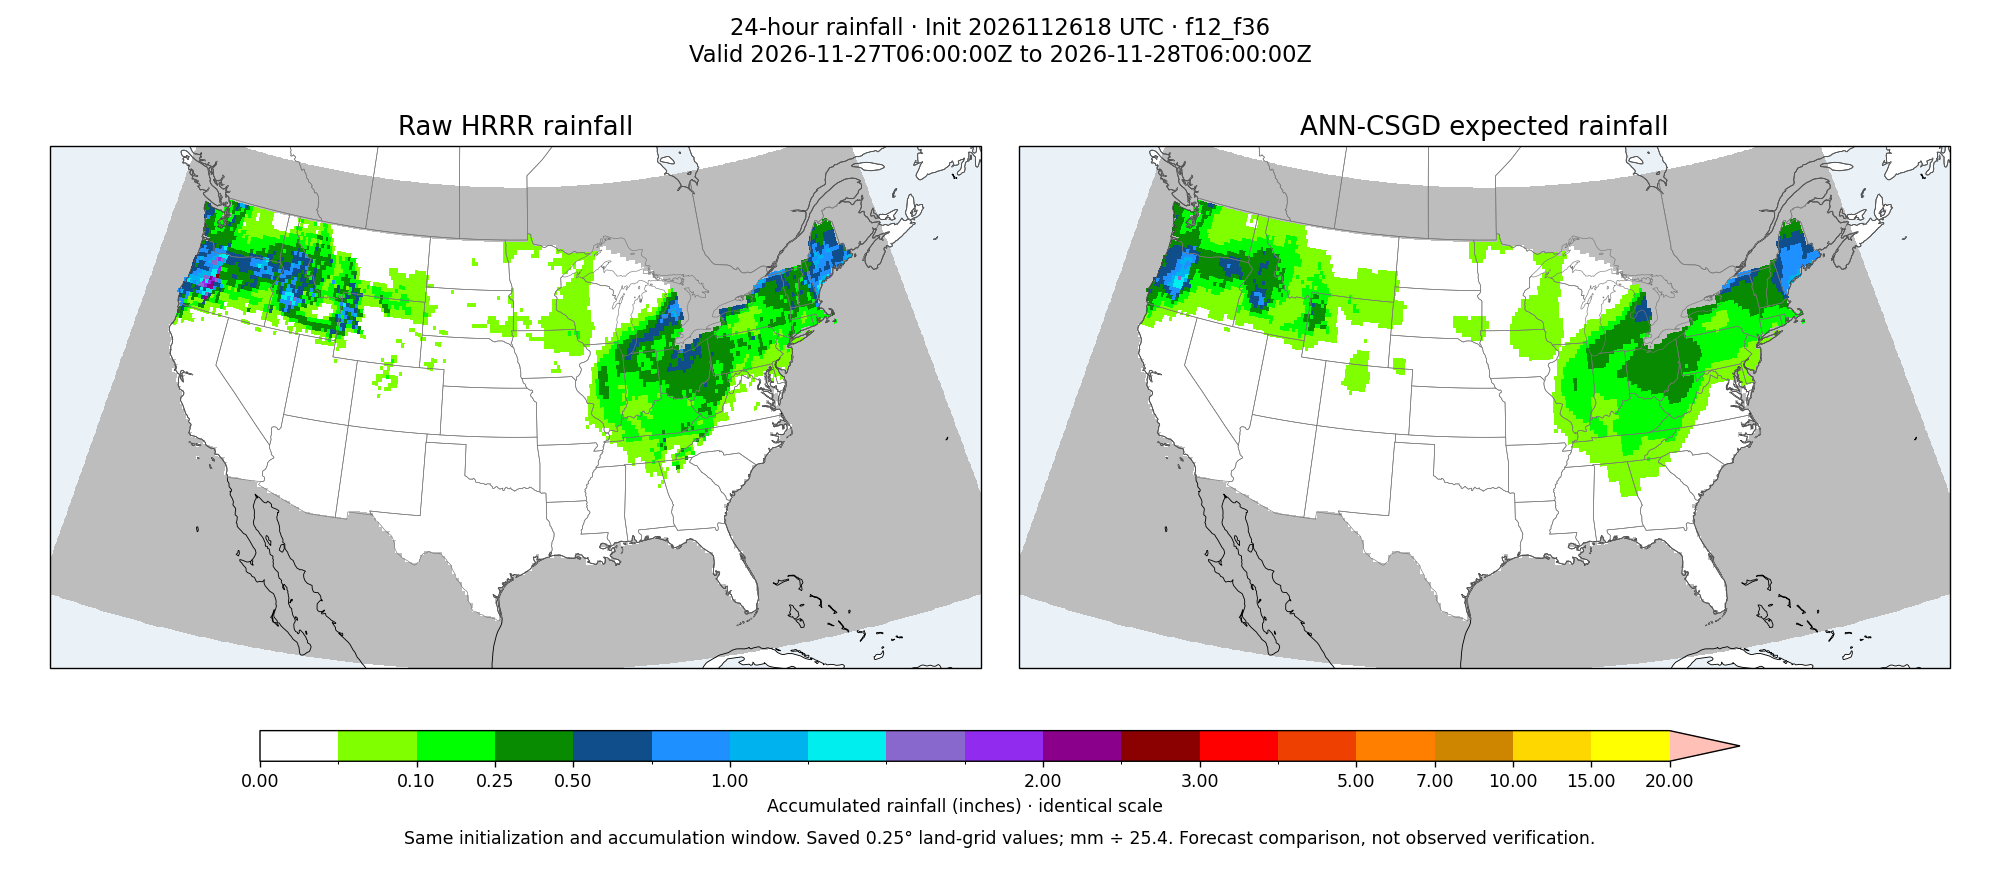 24-hour rainfall · Init 2026112618 UTC · f12_f36
Valid 2026-11-27T06:00:00Z to 2026-11-28T06:00:00Z
Raw HRRR rainfall
ANN-CSGD expected rainfall
0.00 0.10 0.25 0.50 1.00 2.00 3.00 5.00 7.00 10.00 15.00 20.00
Accumulated rainfall (inches) · identical scale
Same initialization and accumulation window. Saved 0.25° land-grid values; mm ÷ 25.4. Forecast comparison, not observed verification.